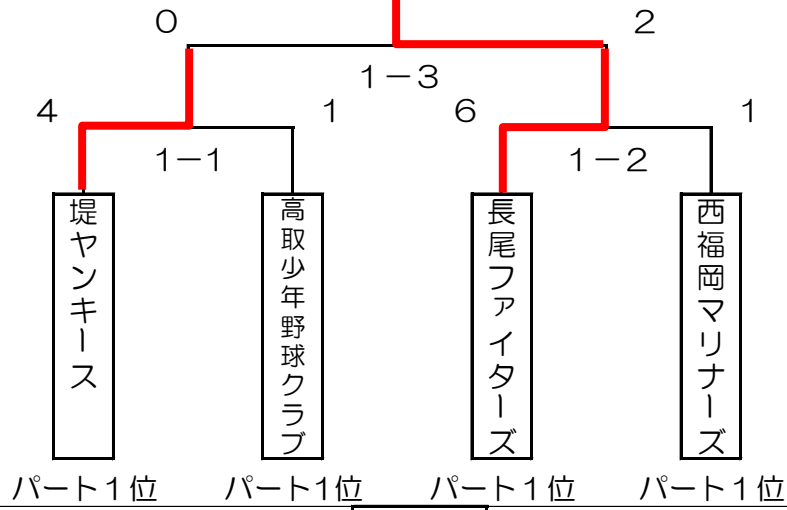 0
2
1－3
4
1
6
1
1－1
1－2
堤ヤンキース
高取少年野球クラブ
長尾ファイターズ
西福岡マリナーズ
パート１位
パート1位
パート１位
パート１位